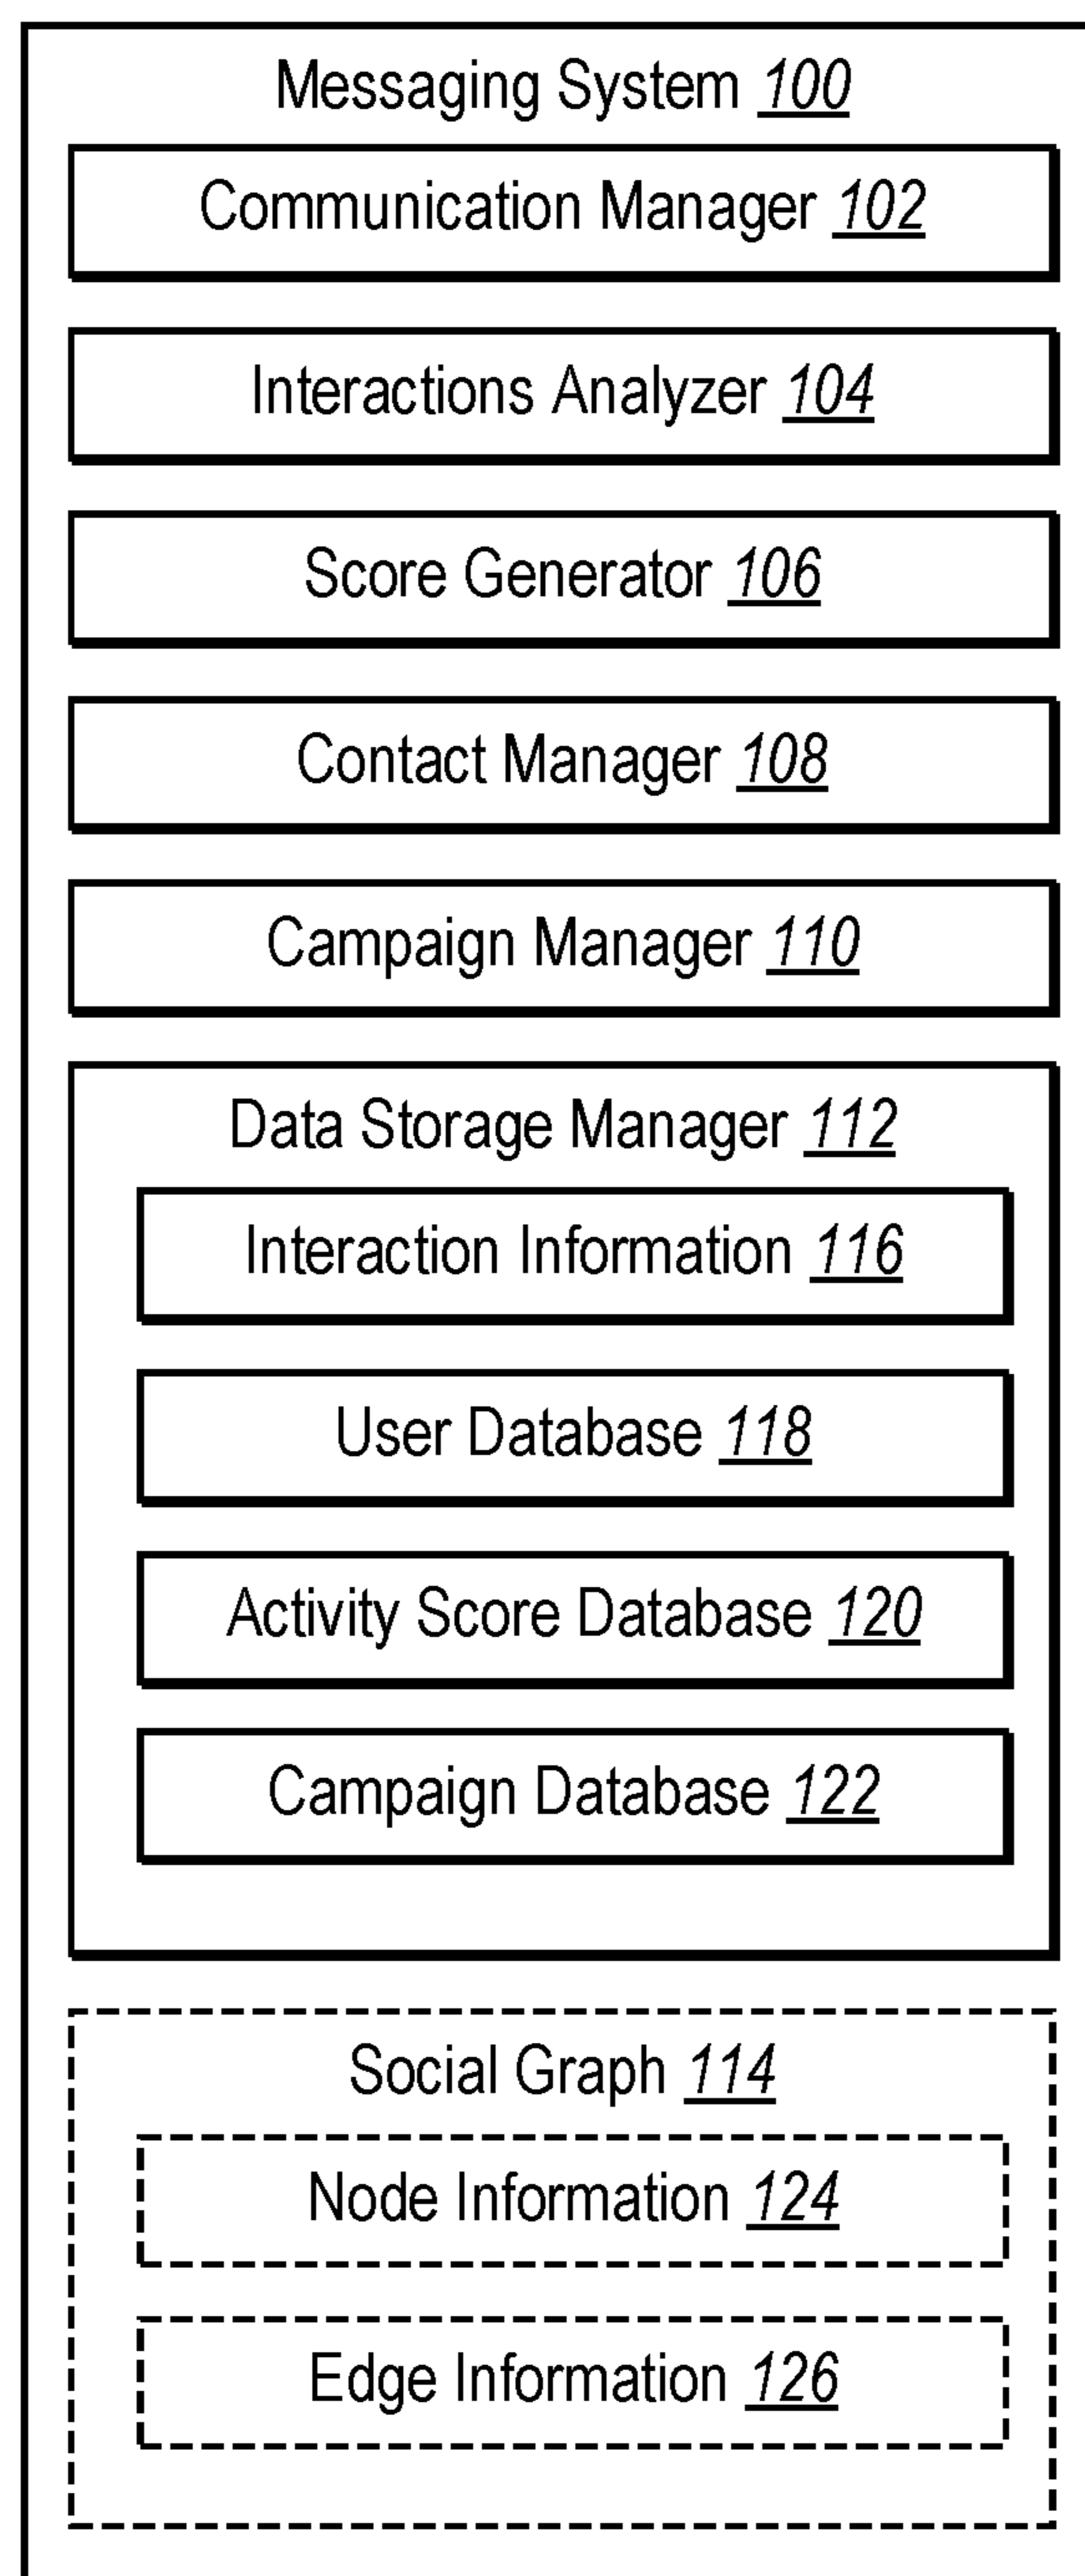 Messaging System 100
Communication Manager 102
Interactions Analyzer 104
Score Generator 106
Contact Manager 108
Campaign Manager 110
Data Storage Manager 112
Interaction Information 116
User Database 118
Activity Score Database 120
Campaign Database 122
Social Graph 114
Node Information 124
Edge Information 126